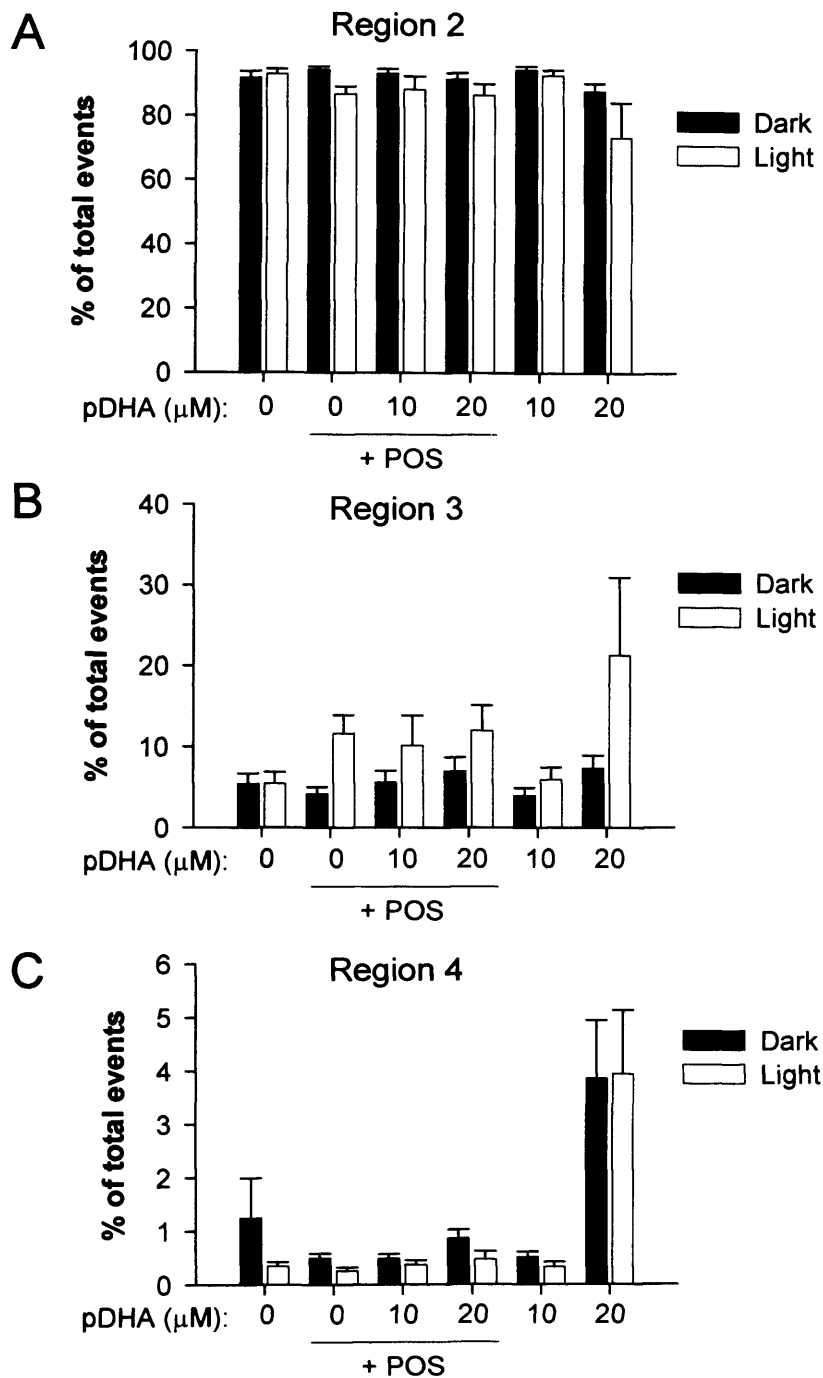 A
Region 2
% of total events
100
80
60
40
20
0
Dark
Light
pDHA (μM): 0 0 10 20 10 20
+ POS
B
Region 3
% of total events
40
30
20
10
0
Dark
Light
pDHA (μM): 0 0 10 20 10 20
+ POS
C
Region 4
% of total events
6
5
4
3
2
1
0
Dark
Light
pDHA (μM): 0 0 10 20 10 20
+ POS